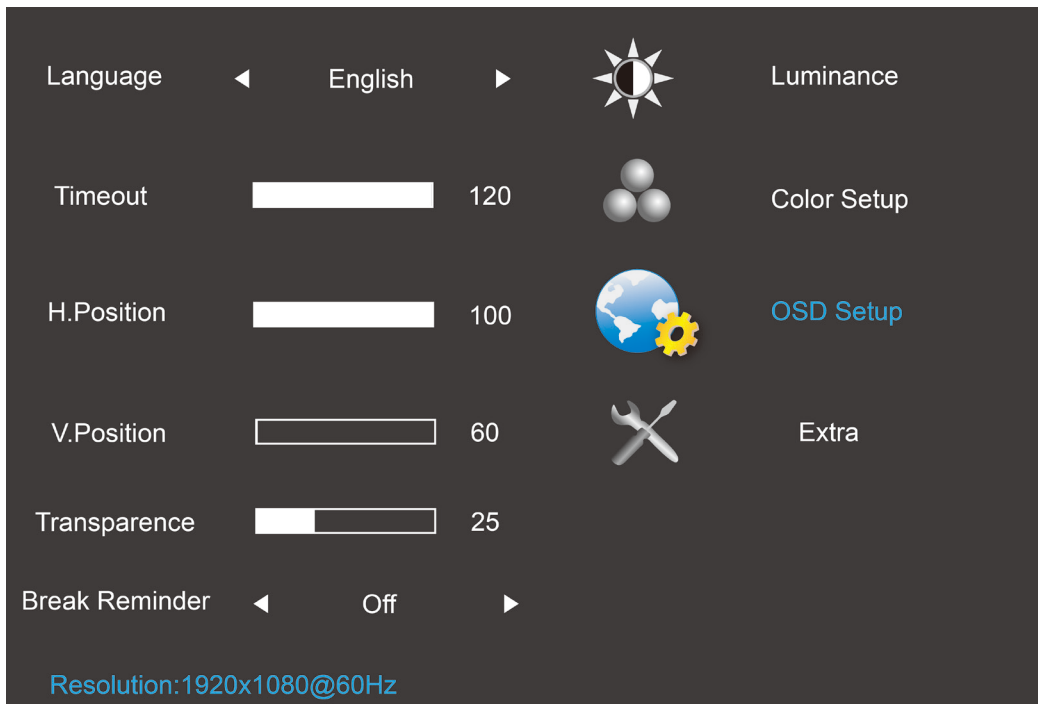 Language English Luminance
Timeout 120 Color Setup
H.Position 100 OSD Setup
V.Position 60 Extra
Transparence 25
Break Reminder Off
Resolution:1920x1080@60Hz